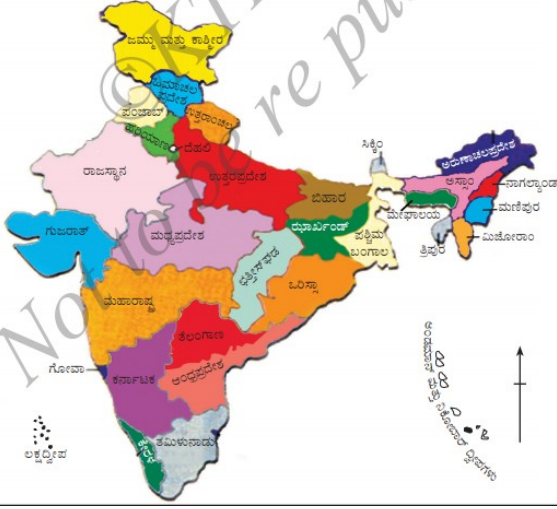 ಜಮ್ಮು ಮತ್ತು ಕಾಶ್ಮೀರ
ಹಿಮಾಚಲ
ಪ್ರದೇಶ
ಪಂಜಾಬ್
ಉತ್ತರಾಂಚಲ
ಹರಿಯಾಣ
ದೆಹಲಿ
ಸಿಕ್ಕಿಂ
ಅರುಣಾಚಲಪ್ರದೇಶ
ರಾಜಸ್ಥಾನ
ಉತ್ತರಪ್ರದೇಶ
ಅಸ್ಸಾಂ
ನಾಗಲ್ಯಾಂಡ
ಬಿಹಾರ
ಮೇಘಾಲಯ
ಮಣಿಪುರ
ಗುಜರಾತ್
ಮಧ್ಯಪ್ರದೇಶ
ಝಾರ್ಖಂಡ್
ಪಶ್ಚಿಮ
ಬಂಗಾಲ
ತ್ರಿಪುರ
ಮಿಜೋರಾಂ
ಛತ್ತೀಸ್‌ಘಡ
ಒರಿಸ್ಸಾ
ಮಹಾರಾಷ್ಟ್ರ
ತೆಲಂಗಾಣ
ಗೋವಾ
ಕರ್ನಾಟಕ
ಆಂಧ್ರಪ್ರದೇಶ
ಅಂಡಮಾನ್ ಮತ್ತು ನಿಕೋಬಾರ್ ದ್ವೀಪಗಳು
ಲಕ್ಷದ್ವೀಪ
ಕೇರಳ
ತಮಿಳುನಾಡು
Not to be re pu